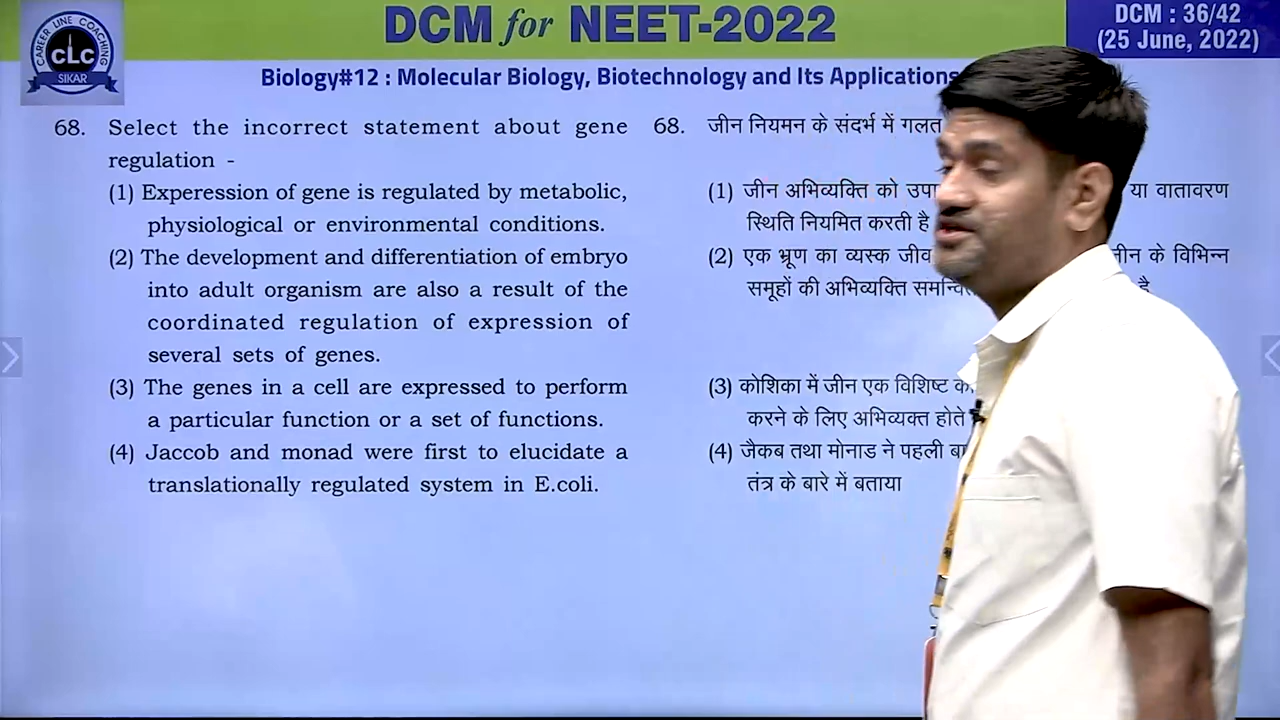 DCM for NEET-2022
DCM : 36/42
(25 June, 2022)
CAREER LINE COACHING
CLC
SIKAR
Biology#12 : Molecular Biology, Biotechnology and Its Applications
68. Select the incorrect statement about gene
regulation -
(1) Experession of gene is regulated by metabolic,
physiological or environmental conditions.
(2) The development and differentiation of embryo
into adult organism are also a result of the
coordinated regulation of expression of
several sets of genes.
(3) The genes in a cell are expressed to perform
a particular function or a set of functions.
(4) Jaccob and monad were first to elucidate a
translationally regulated system in E.coli.
68. जीन नियमन के संदर्भ में गलत
(1) जीन अभिव्यक्ति को या वातावरण
स्थिति नियमित करती है
(2) एक भ्रूण का व्यस्क जीन के विभिन्न
समूहों की अभिव्यक्ति है
(3) कोशिका में जीन एक विशिष्ट
करने के लिए अभिव्यक्त होते
(4) जैकब तथा मोनाड ने पहली
तंत्र के बारे में बताया